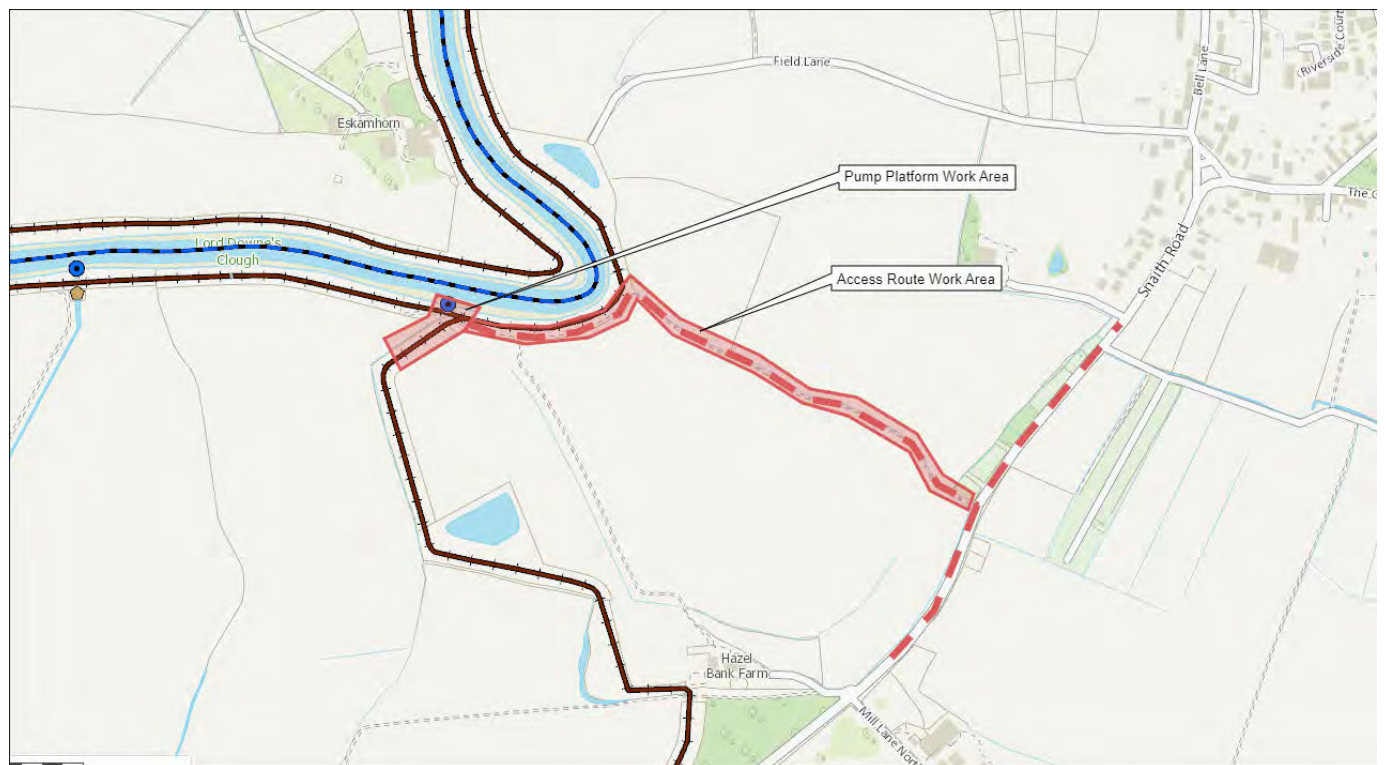 Field Lane
Bell Lane
Riverside Court
Eskamhorn
Pump Platform Work Area
The G
Lord Downe's
Clough
Access Route Work Area
Snaith Road
Hazel
Bank Farm
Mill Lane North